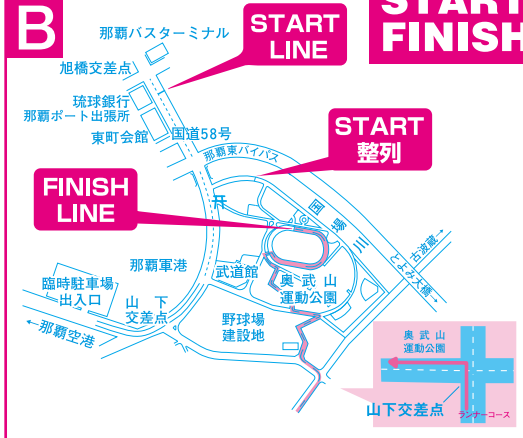 B
START
FINISH
START
LINE
那覇バスターミナル
旭橋交差点
琉球銀行
那覇ポート出張所
東町会館
国道58号
那覇東バイパス
START
整列
FINISH
LINE
国場川
古波蔵→
とよみ大橋→
那覇軍港
武道館
奥武山
運動公園
臨時駐車場
出入口
山下
交差点
野球場
建設地
←那覇空港
奥武山
運動公園
山下交差点
ランナーコース